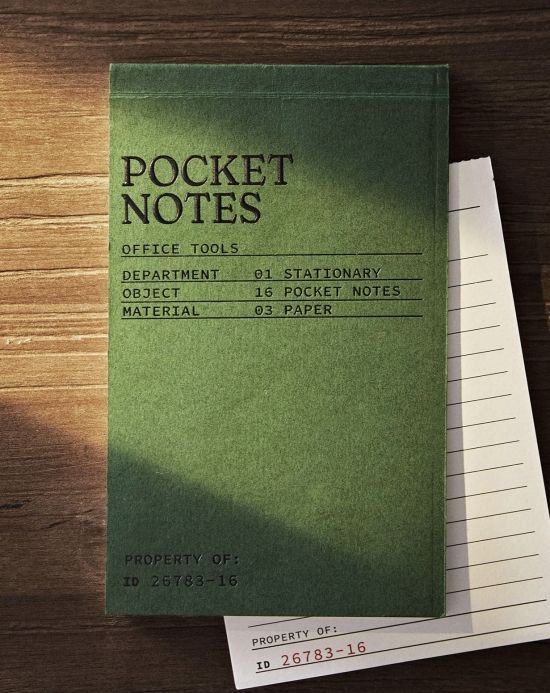 POCKET
NOTES
OFFICE TOOLS
DEPARTMENT 01 STATIONARY
OBJECT 16 POCKET NOTES
MATERIAL 03 PAPER
PROPERTY OF:
ID 26783-16
PROPERTY OF:
ID 26783-16